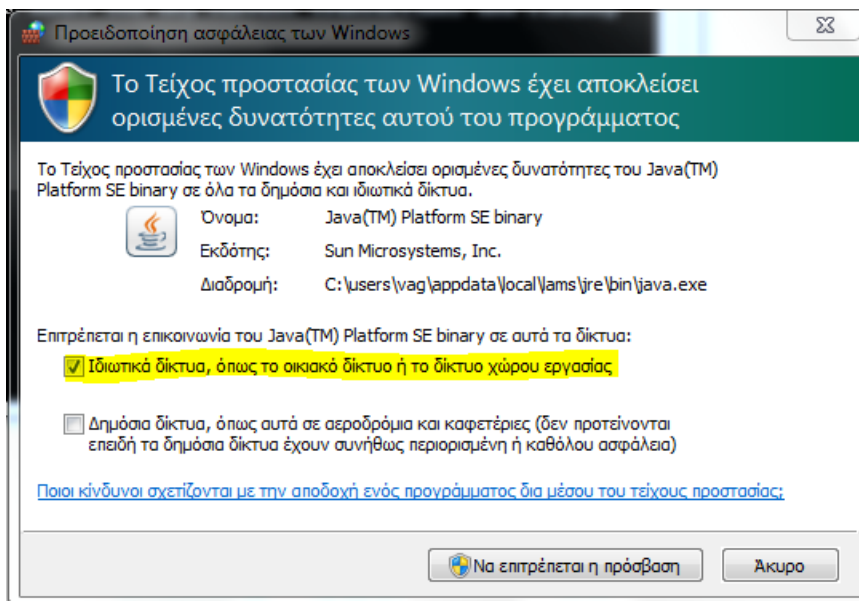 Προειδοποίηση ασφάλειας των Windows
Το Τείχος προστασίας των Windows έχει αποκλείσει
ορισμένες δυνατότητες αυτού του προγράμματος
Το Τείχος προστασίας των Windows έχει αποκλείσει ορισμένες δυνατότητες του Java(TM)
Platform SE binary σε όλα τα δημόσια και ιδιωτικά δίκτυα.
Όνομα: Java(TM) Platform SE binary
Εκδότης: Sun Microsystems, Inc.
Διαδρομή: C:\users\vag\appdata\local\lams\jre\bin\java.exe
Επιτρέπεται η επικοινωνία του Java(TM) Platform SE binary σε αυτά τα δίκτυα:
Ιδιωτικά δίκτυα, όπως το οικιακό δίκτυο ή το δίκτυο χώρου εργασίας
Δημόσια δίκτυα, όπως αυτά σε αεροδρόμια και καφετέριες (δεν προτείνονται
επειδή τα δημόσια δίκτυα έχουν συνήθως περιορισμένη ή καθόλου ασφάλεια)
Ποιοι κίνδυνοι σχετίζονται με την αποδοχή ενός προγράμματος δια μέσου του τείχους προστασίας;
Να επιτρέπεται η πρόσβαση Άκυρο